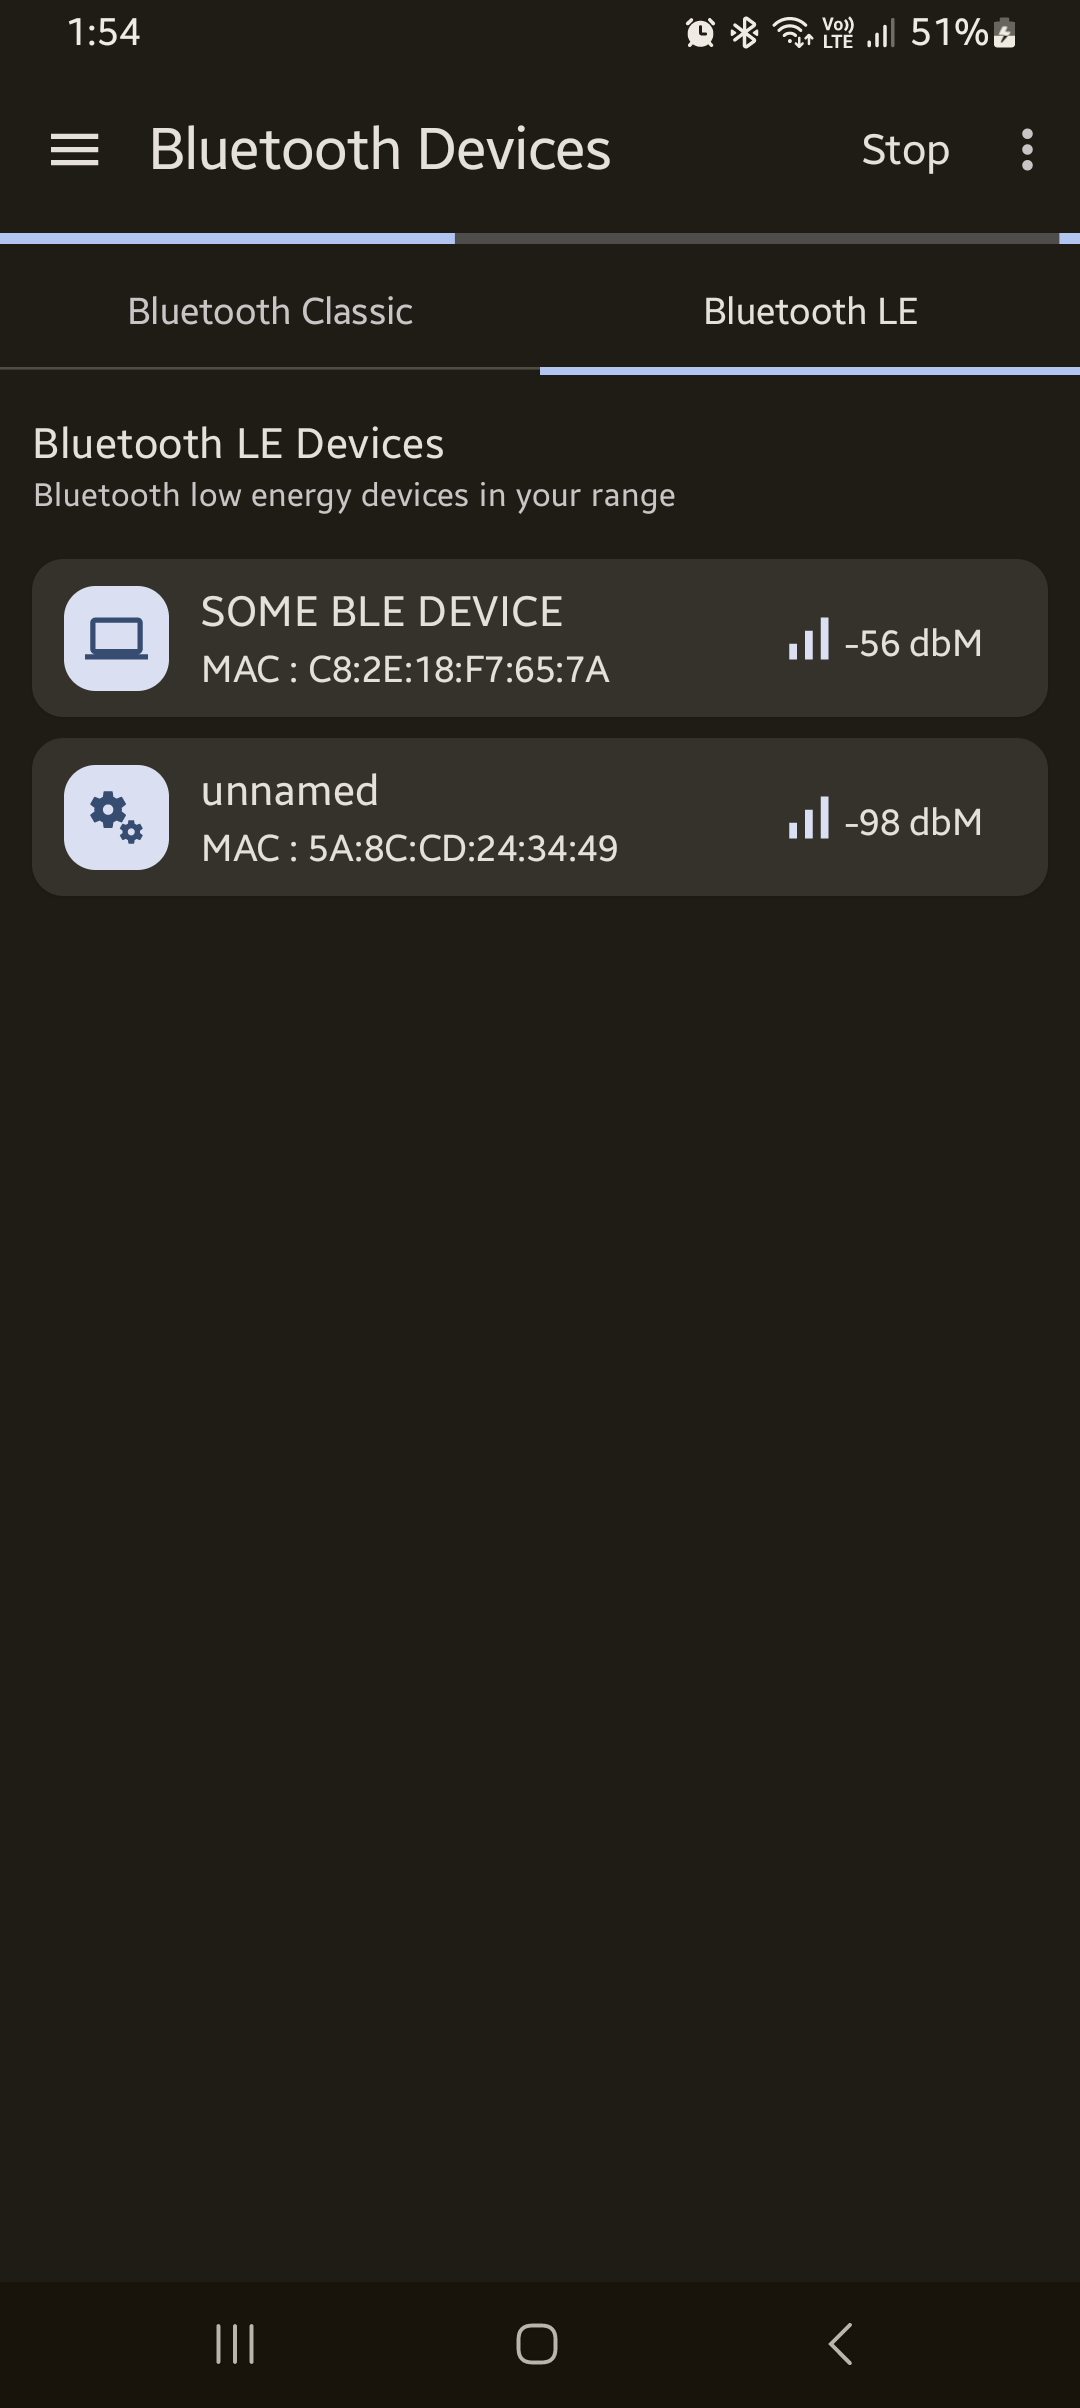 1:54
Vo)) LTE 51%
Bluetooth Devices Stop
Bluetooth Classic Bluetooth LE
Bluetooth LE Devices
Bluetooth low energy devices in your range
SOME BLE DEVICE
MAC : C8:2E:18:F7:65:7A
-56 dbM
unnamed
MAC : 5A:8C:CD:24:34:49
-98 dbM